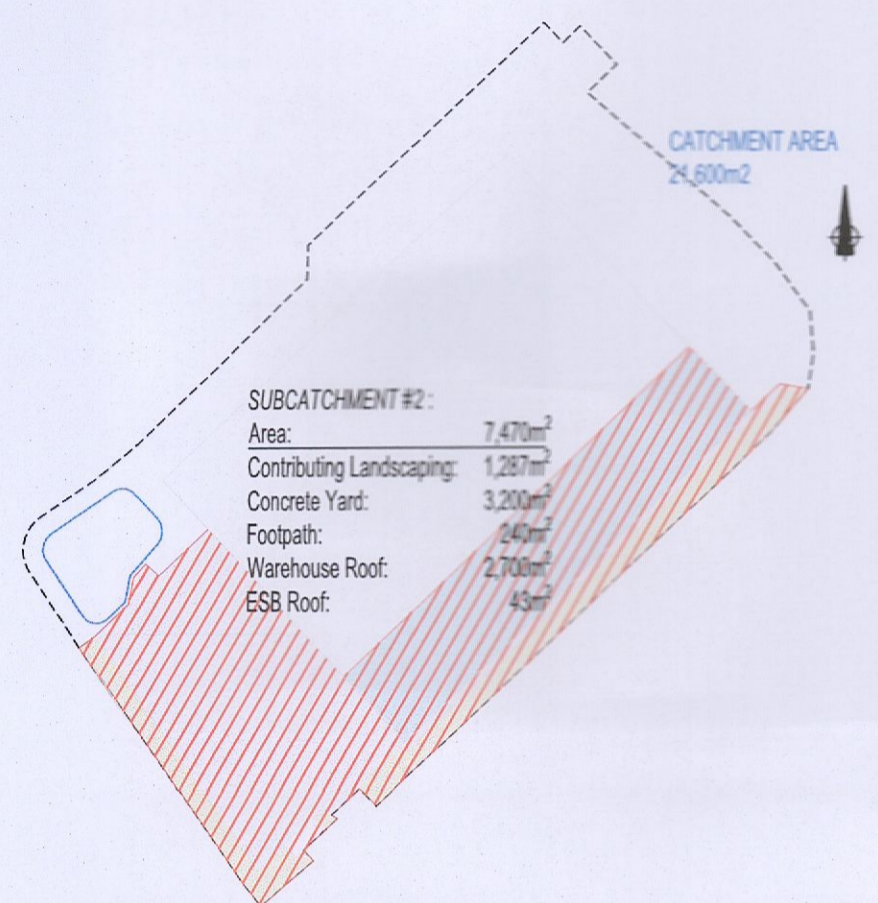 CATCHMENT AREA
21,600m2
SUBCATCHMENT #2 :
Area: 7,470m²
Contributing Landscaping: 1,287m²
Concrete Yard: 3,200m²
Footpath: 240m²
Warehouse Roof: 2,700m²
ESB Roof: 43m²